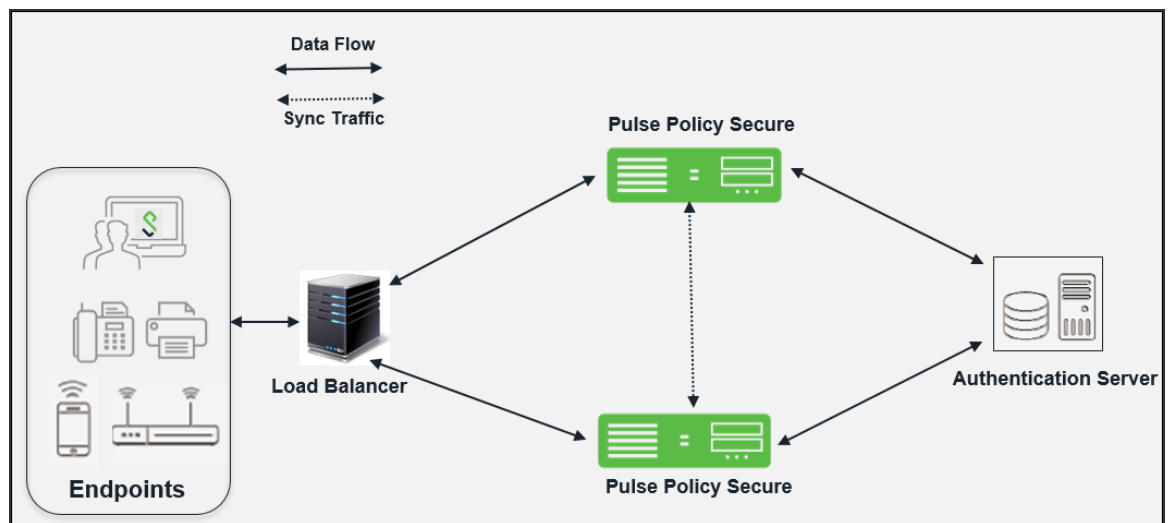 Data Flow
Sync Traffic
Pulse Policy Secure
Load Balancer
Authentication Server
Endpoints
Pulse Policy Secure